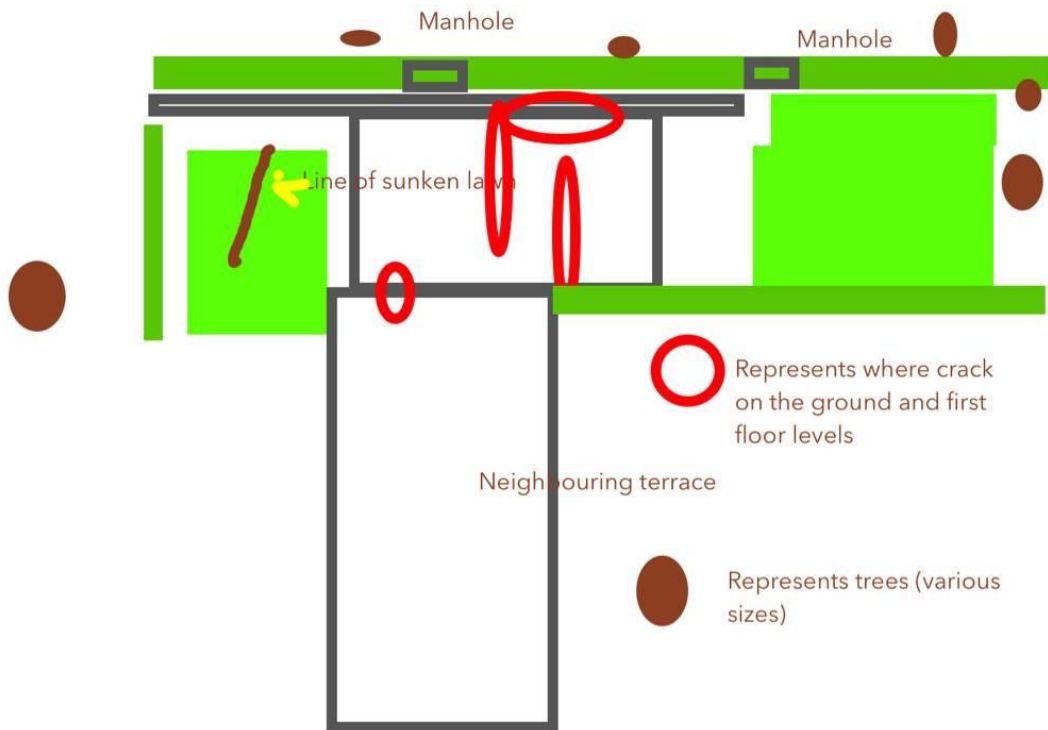 Manhole
Manhole
Line of sunken lawn
Represents where crack
on the ground and first
floor levels
Neighbouring terrace
Represents trees (various
sizes)